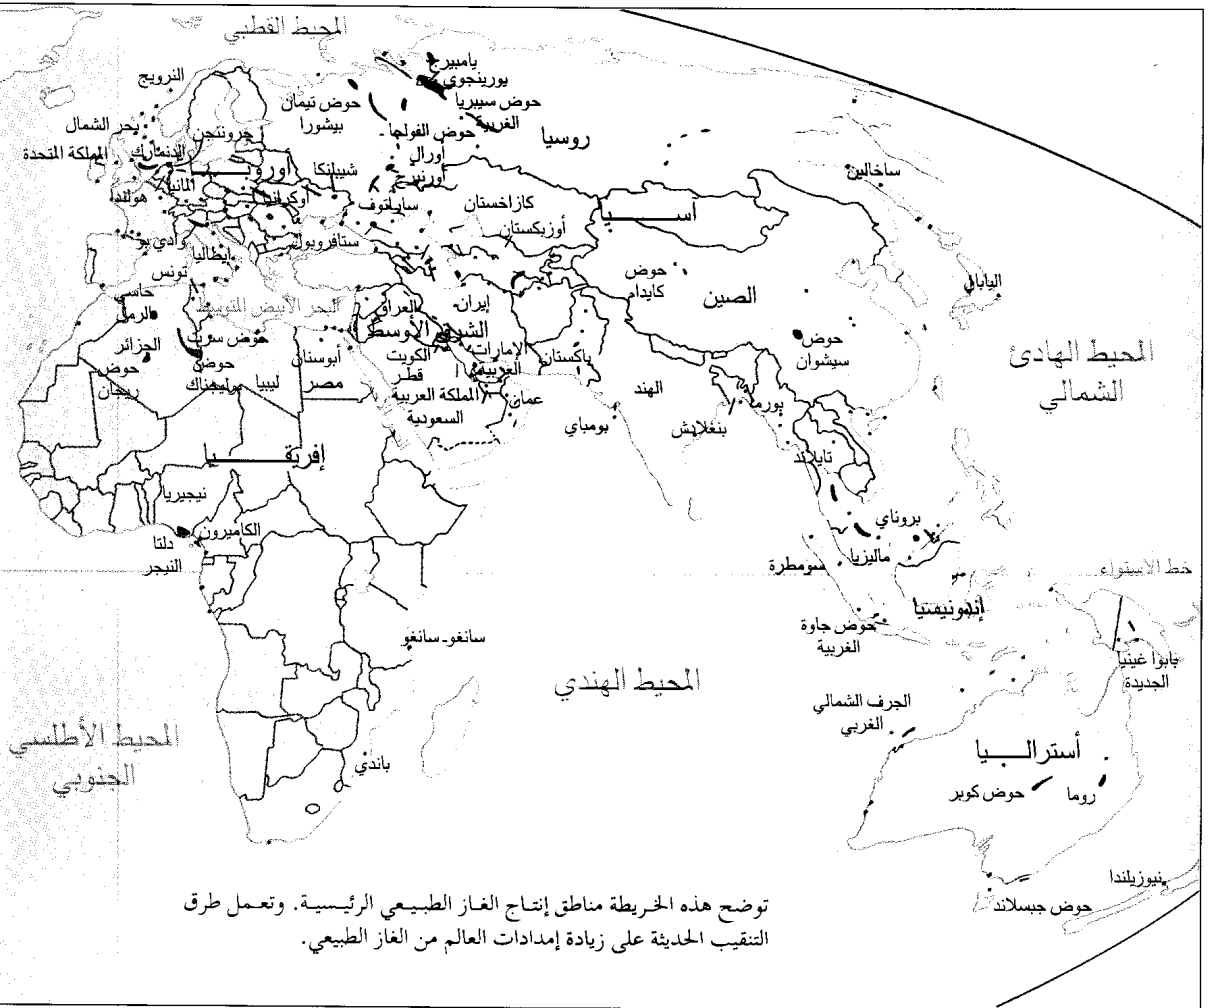 المحيط القطبي
النرويج
يامبيرج
يورينجوي
حوض سيبريا
الغربية
حوض تيمان
بيشورا
بحر الشمال
جروننجن
حوض الفولجا -
أورال
روسيا
المملكة المتحدة
الدنمارك
أوروبا
شيبلنكا
أورنبرج
ساخالين
هولندا
ألمانيا
أوكرانيا
ساراتوف
كازاخستان
آسيا
أوزبكستان
ستافروبول
وادي بو
إيطاليا
تونس
حاسي
الرمل
البحر الأبيض المتوسط
العراق
إيران
حوض
كايدام
الصين
اليابان
الشرق الأوسط
حوض سرت
الجزائر
أبوسنان
الكويت
قطر
الإمارات
العربية
باكستان
حوض
سيشوان
المحيط الهادئ
الشمالي
حوض
حوض
ليبيا
مصر
المملكة العربية
السعودية
عمان
الهند
بومباي
بنغلادش
بورما
تايلاند
إفريقيا
نيجيريا
الكاميرون
دلتا
النيجر
بروناي
ماليزيا
سومطرة
خط الاستواء
إندونيسيا
حوض جاوة
الغربية
سانغو-سانغو
بابوا غينيا
الجديدة
المحيط الهندي
الجرف الشمالي
الغربي
المحيط الأطلسي
الجنوبي
باندي
أستراليا
حوض كوبر
روما
نيوزيلندا
حوض جبسلاند
توضح هذه الخريطة مناطق إنتاج الغاز الطبيعي الرئيسية. وتعمل طرق
التنقيب الحديثة على زيادة إمدادات العالم من الغاز الطبيعي.